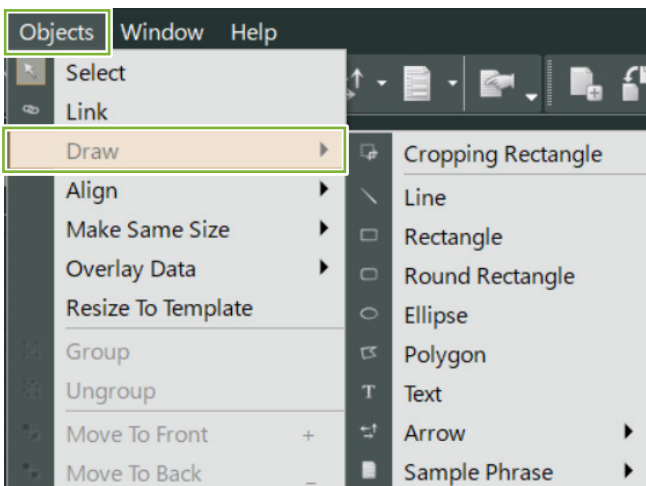 Objects Window Help
Select
Link
Draw
Align
Make Same Size
Overlay Data
Resize To Template
Group
Ungroup
Move To Front +
Move To Back _
Cropping Rectangle
Line
Rectangle
Round Rectangle
Ellipse
Polygon
T Text
Arrow
Sample Phrase